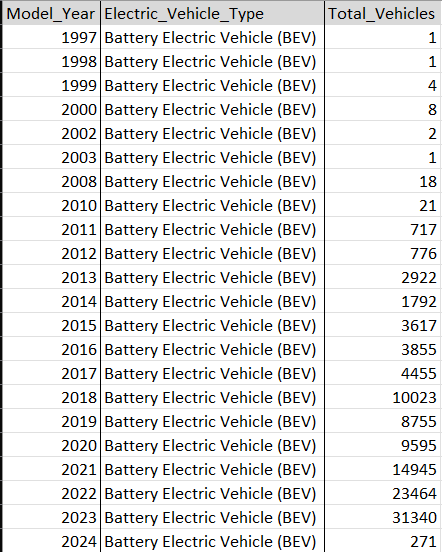 Model_Year Electric_Vehicle_Type Total_Vehicles
1997 Battery Electric Vehicle (BEV) 1
1998 Battery Electric Vehicle (BEV) 1
1999 Battery Electric Vehicle (BEV) 4
2000 Battery Electric Vehicle (BEV) 8
2002 Battery Electric Vehicle (BEV) 2
2003 Battery Electric Vehicle (BEV) 1
2008 Battery Electric Vehicle (BEV) 18
2010 Battery Electric Vehicle (BEV) 21
2011 Battery Electric Vehicle (BEV) 717
2012 Battery Electric Vehicle (BEV) 776
2013 Battery Electric Vehicle (BEV) 2922
2014 Battery Electric Vehicle (BEV) 1792
2015 Battery Electric Vehicle (BEV) 3617
2016 Battery Electric Vehicle (BEV) 3855
2017 Battery Electric Vehicle (BEV) 4455
2018 Battery Electric Vehicle (BEV) 10023
2019 Battery Electric Vehicle (BEV) 8755
2020 Battery Electric Vehicle (BEV) 9595
2021 Battery Electric Vehicle (BEV) 14945
2022 Battery Electric Vehicle (BEV) 23464
2023 Battery Electric Vehicle (BEV) 31340
2024 Battery Electric Vehicle (BEV) 271